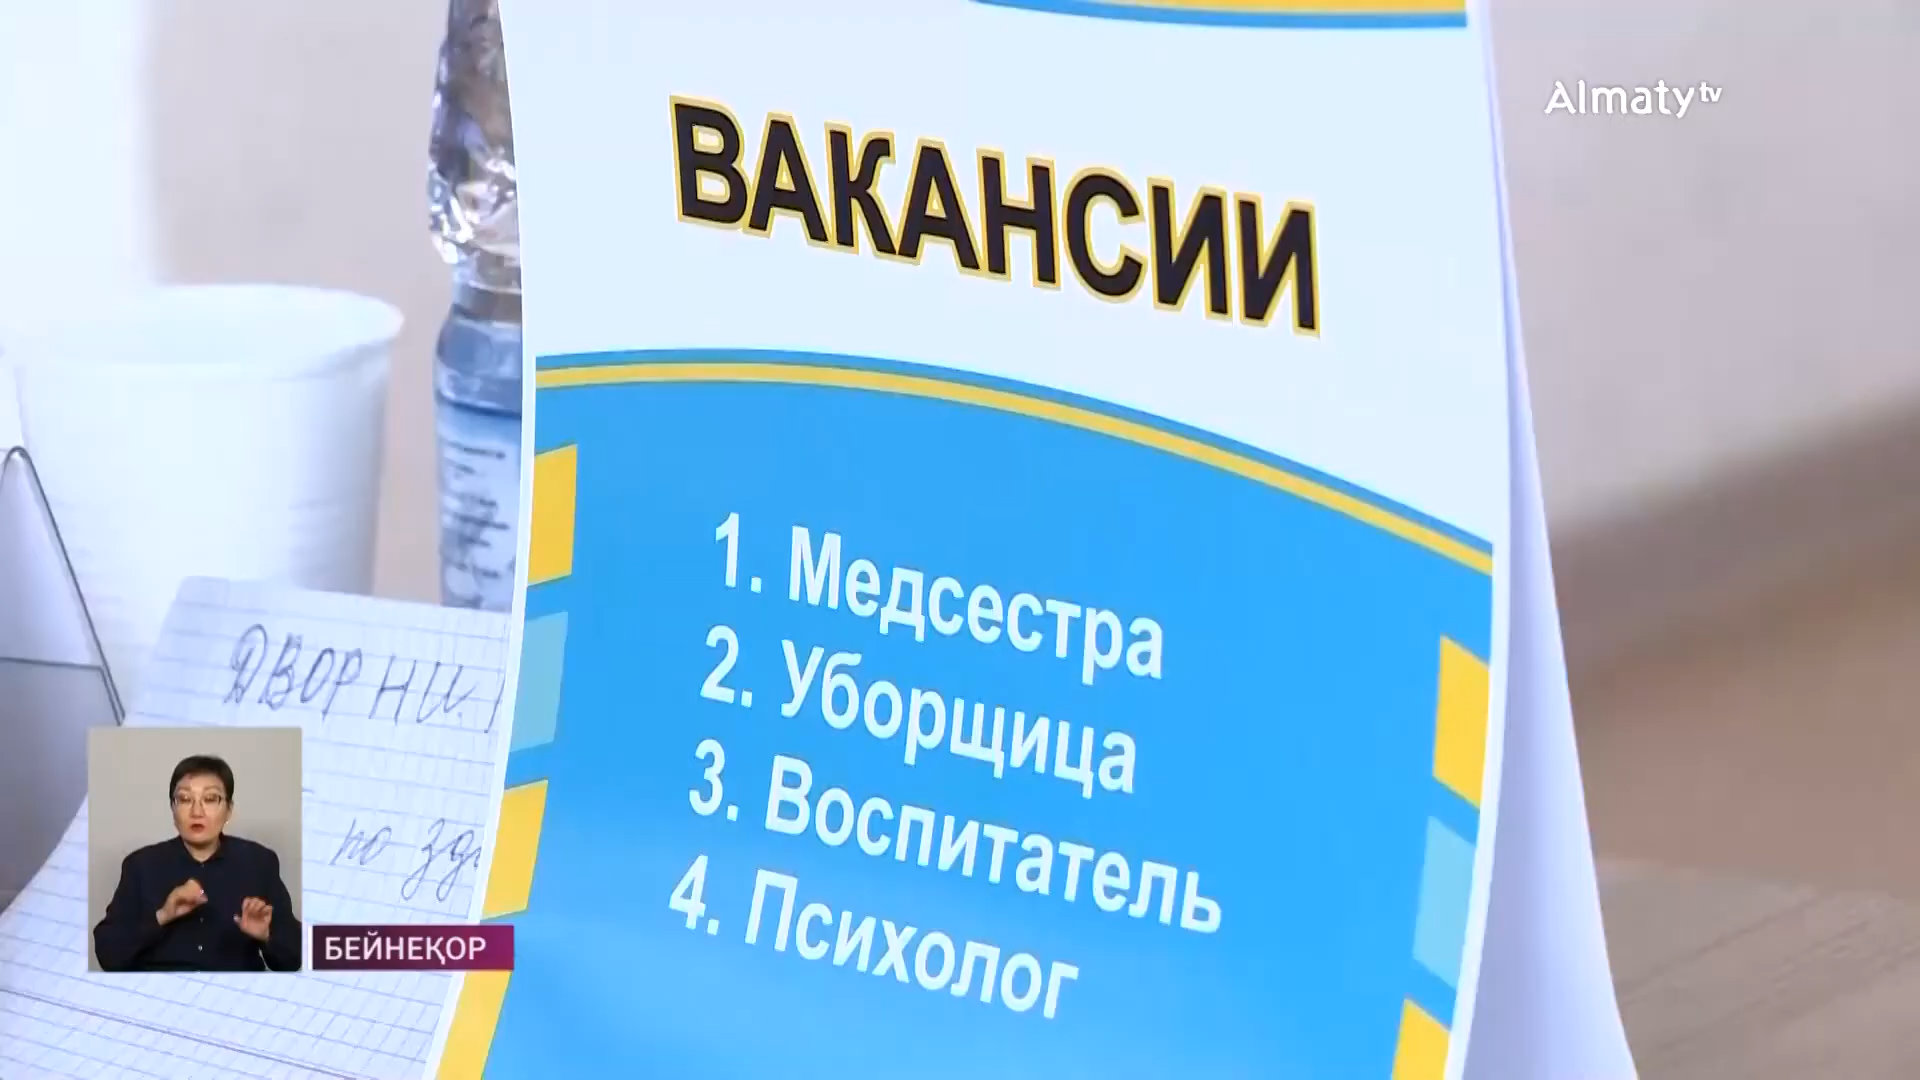 Almaty tv
ВАКАНСИИ
1. Медсестра
2. Уборщица
3. Воспитатель
4. Психолог
ДВОРНИ
по зд
БЕЙНЕҚОР